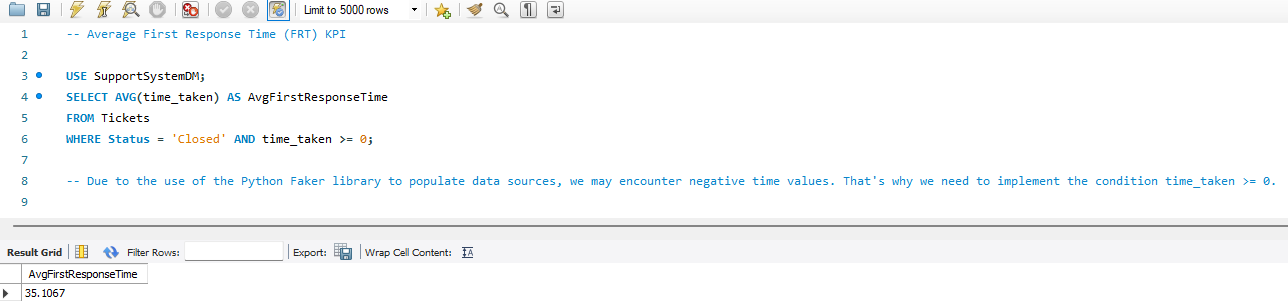 Limit to 5000 rows
1 -- Average First Response Time (FRT) KPI
2
3 USE SupportSystemDM;
4 SELECT AVG(time_taken) AS AvgFirstResponseTime
5 FROM Tickets
6 WHERE Status = 'Closed' AND time_taken >= 0;
7
8 -- Due to the use of the Python Faker library to populate data sources, we may encounter negative time values. That's why we need to implement the condition time_taken >= 0.
9
Result Grid Filter Rows: Export: Wrap Cell Content:
AvgFirstResponseTime
35.1067